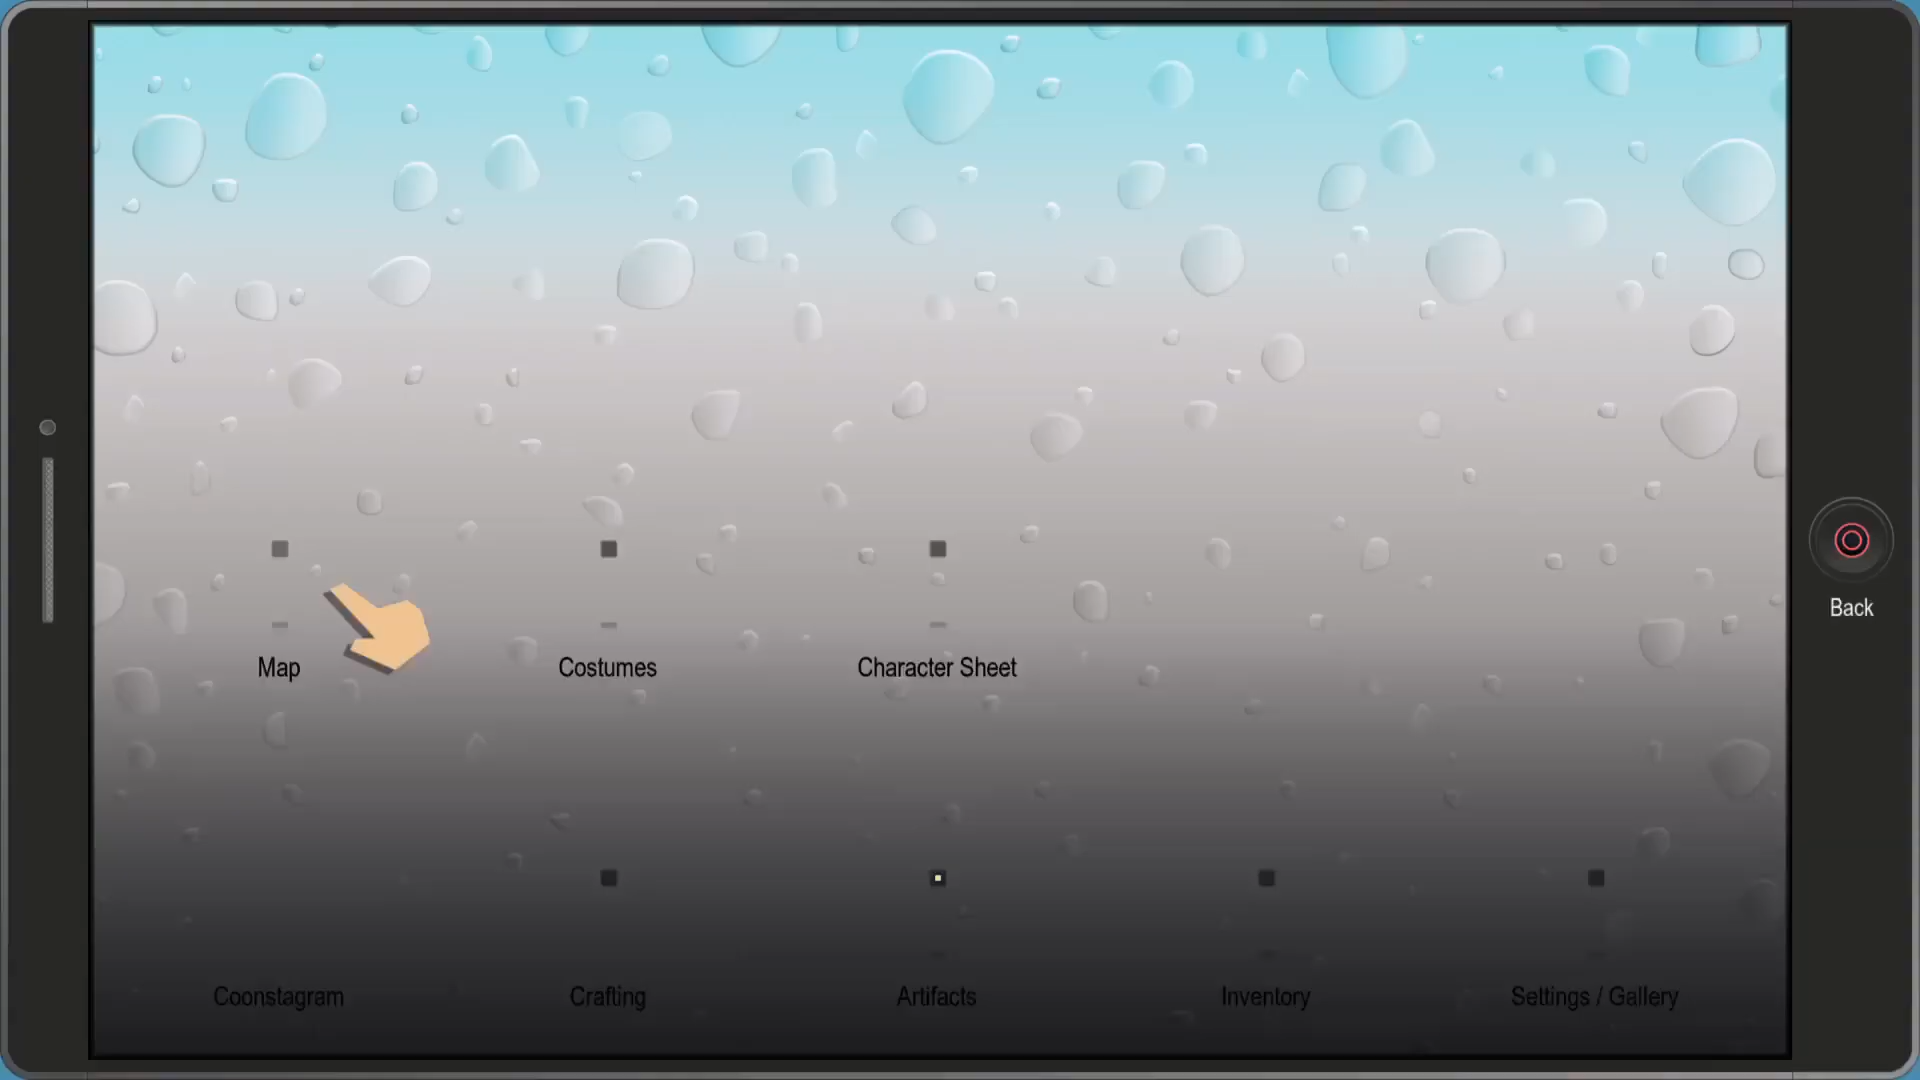 Back
Map
Costumes
Character Sheet
Coonstagram
Crafting
Artifacts
Inventory
Settings / Gallery